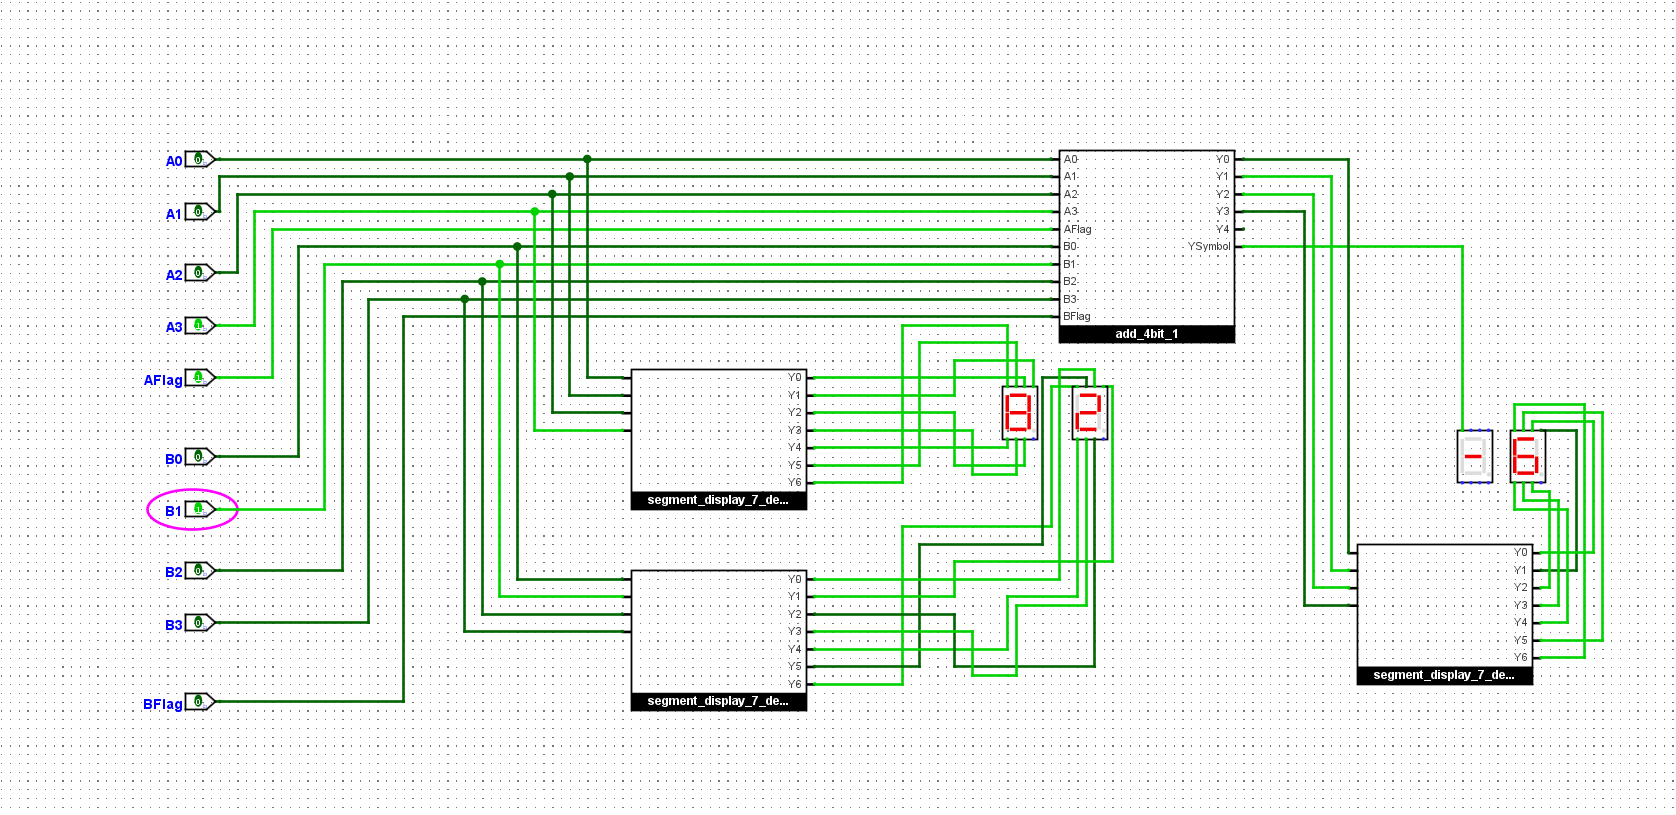 A0 0
A1 0
A2 0
A3 1
AFlag 1
B0 0
B1 1
B2 0
B3 0
BFlag 0
A0 Y0
A1 Y1
A2 Y2
A3 Y3
AFlag Y4
B0 YSymbol
B1
B2
B3
BFlag
add_4bit_1
Y0
Y1
Y2
Y3
Y4
Y5
Y6
segment_display_7_de...
8 2
Y0
Y1
Y2
Y3
Y4
Y5
Y6
segment_display_7_de...
- 6
Y0
Y1
Y2
Y3
Y4
Y5
Y6
segment_display_7_de...